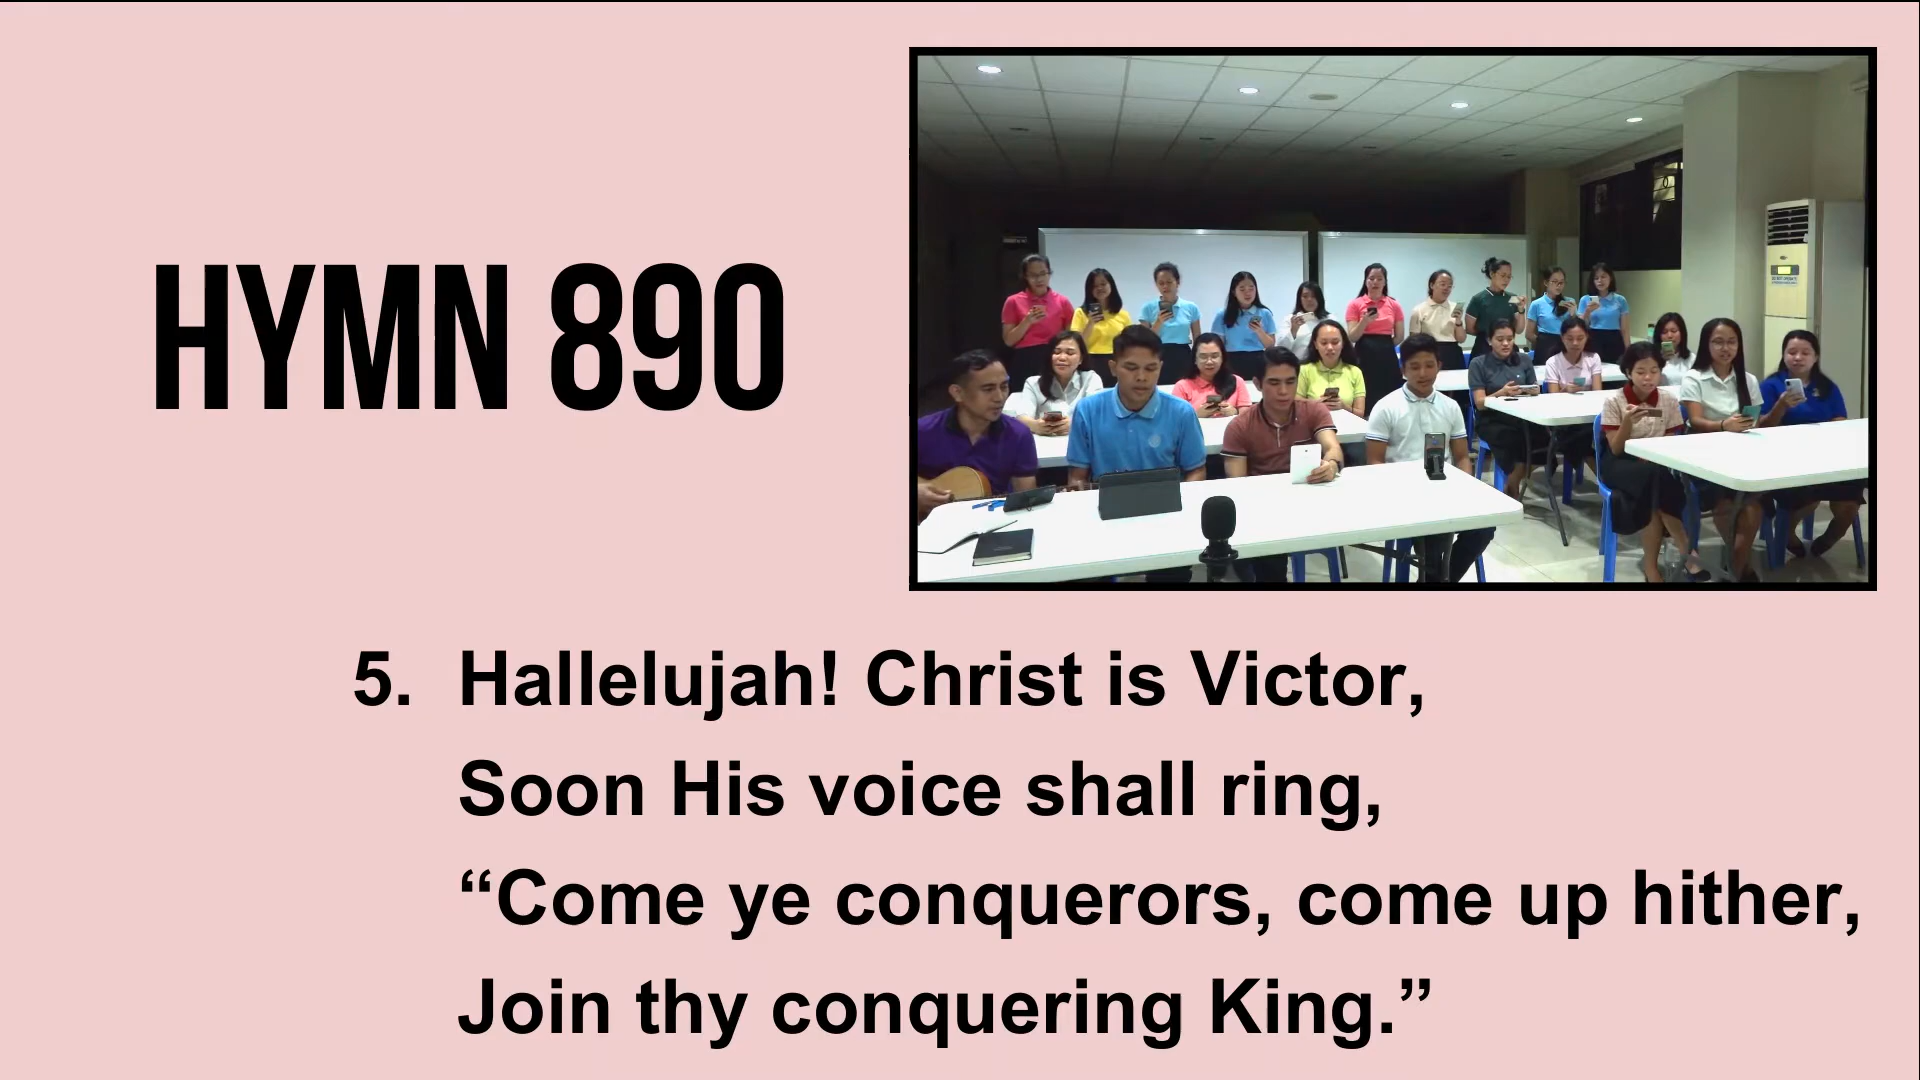 HYMN 890
5. Hallelujah! Christ is Victor,
Soon His voice shall ring,
“Come ye conquerors, come up hither,
Join thy conquering King.”